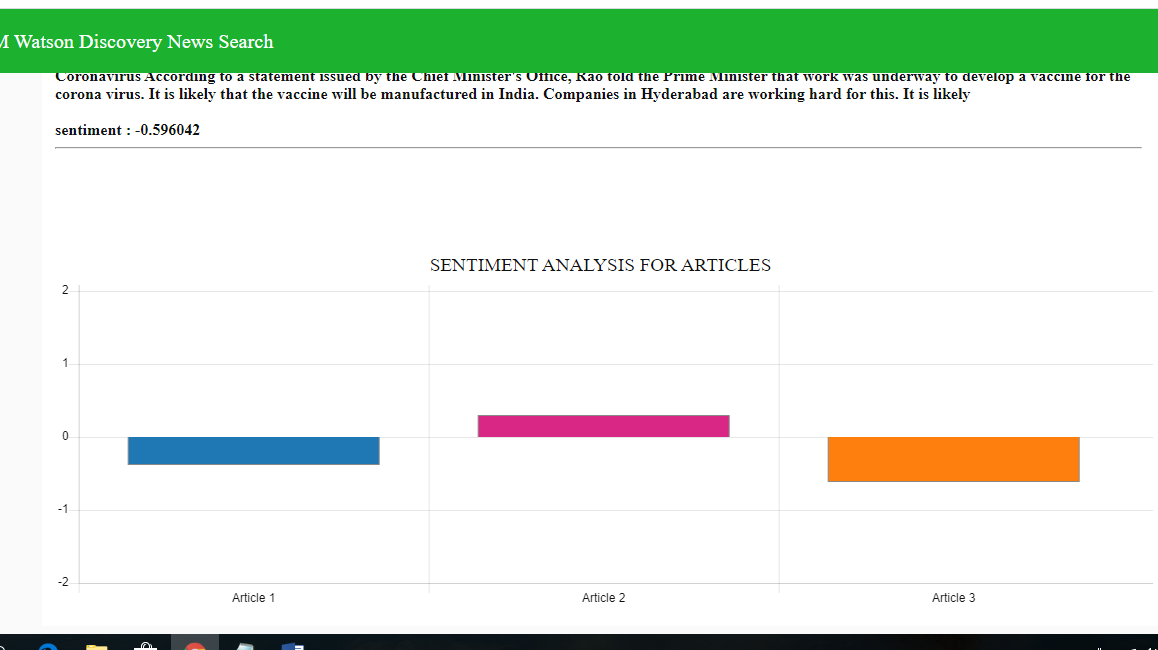 M Watson Discovery News Search
Coronavirus According to a statement issued by the Chief Minister's Office, Rao told the Prime Minister that work was underway to develop a vaccine for the
corona virus. It is likely that the vaccine will be manufactured in India. Companies in Hyderabad are working hard for this. It is likely
sentiment : -0.596042
SENTIMENT ANALYSIS FOR ARTICLES
2
1
0
-1
-2
Article 1 Article 2 Article 3